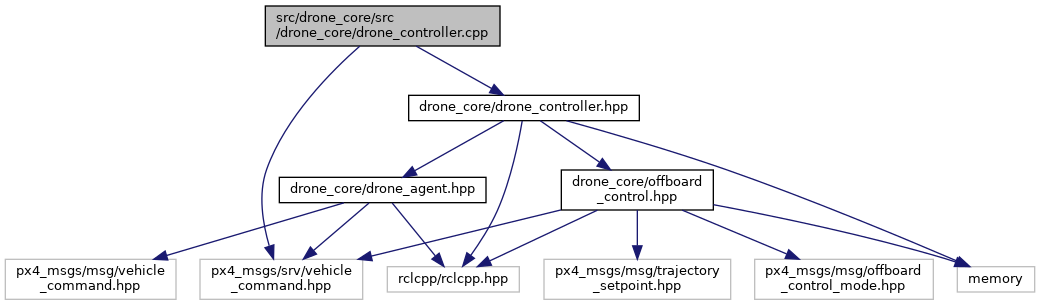 src/drone_core/src
/drone_core/drone_controller.cpp
drone_core/drone_controller.hpp
drone_core/drone_agent.hpp
drone_core/offboard
_control.hpp
px4_msgs/msg/vehicle
_command.hpp
px4_msgs/srv/vehicle
_command.hpp
rclcpp/rclcpp.hpp
px4_msgs/msg/trajectory
_setpoint.hpp
px4_msgs/msg/offboard
_control_mode.hpp
memory